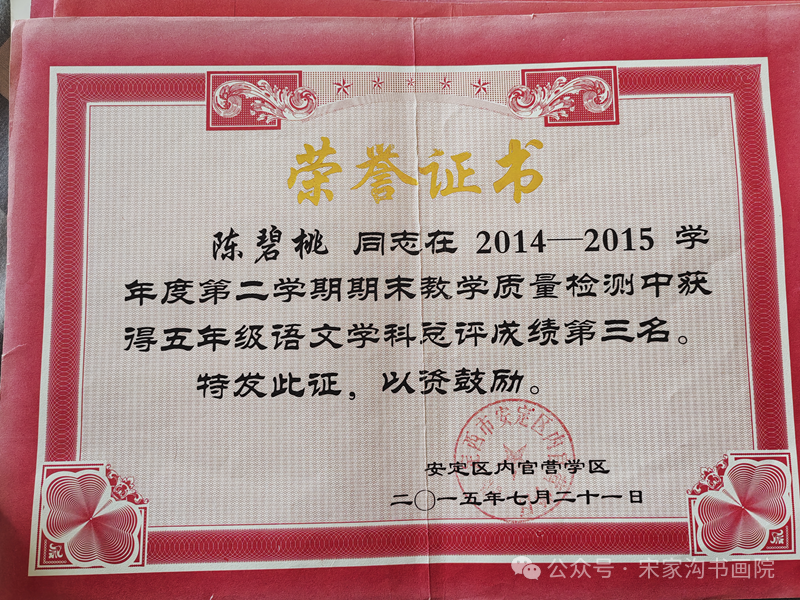 荣誉证书
陈碧桃 同志在 2014—2015 学
年度第二学期期末教学质量检测中获
得五年级语文学科总评成绩第三名。
特发此证，以资鼓励。
安定区内官营学区
二〇一五年七月二十一日
公众号·宋家沟书画院